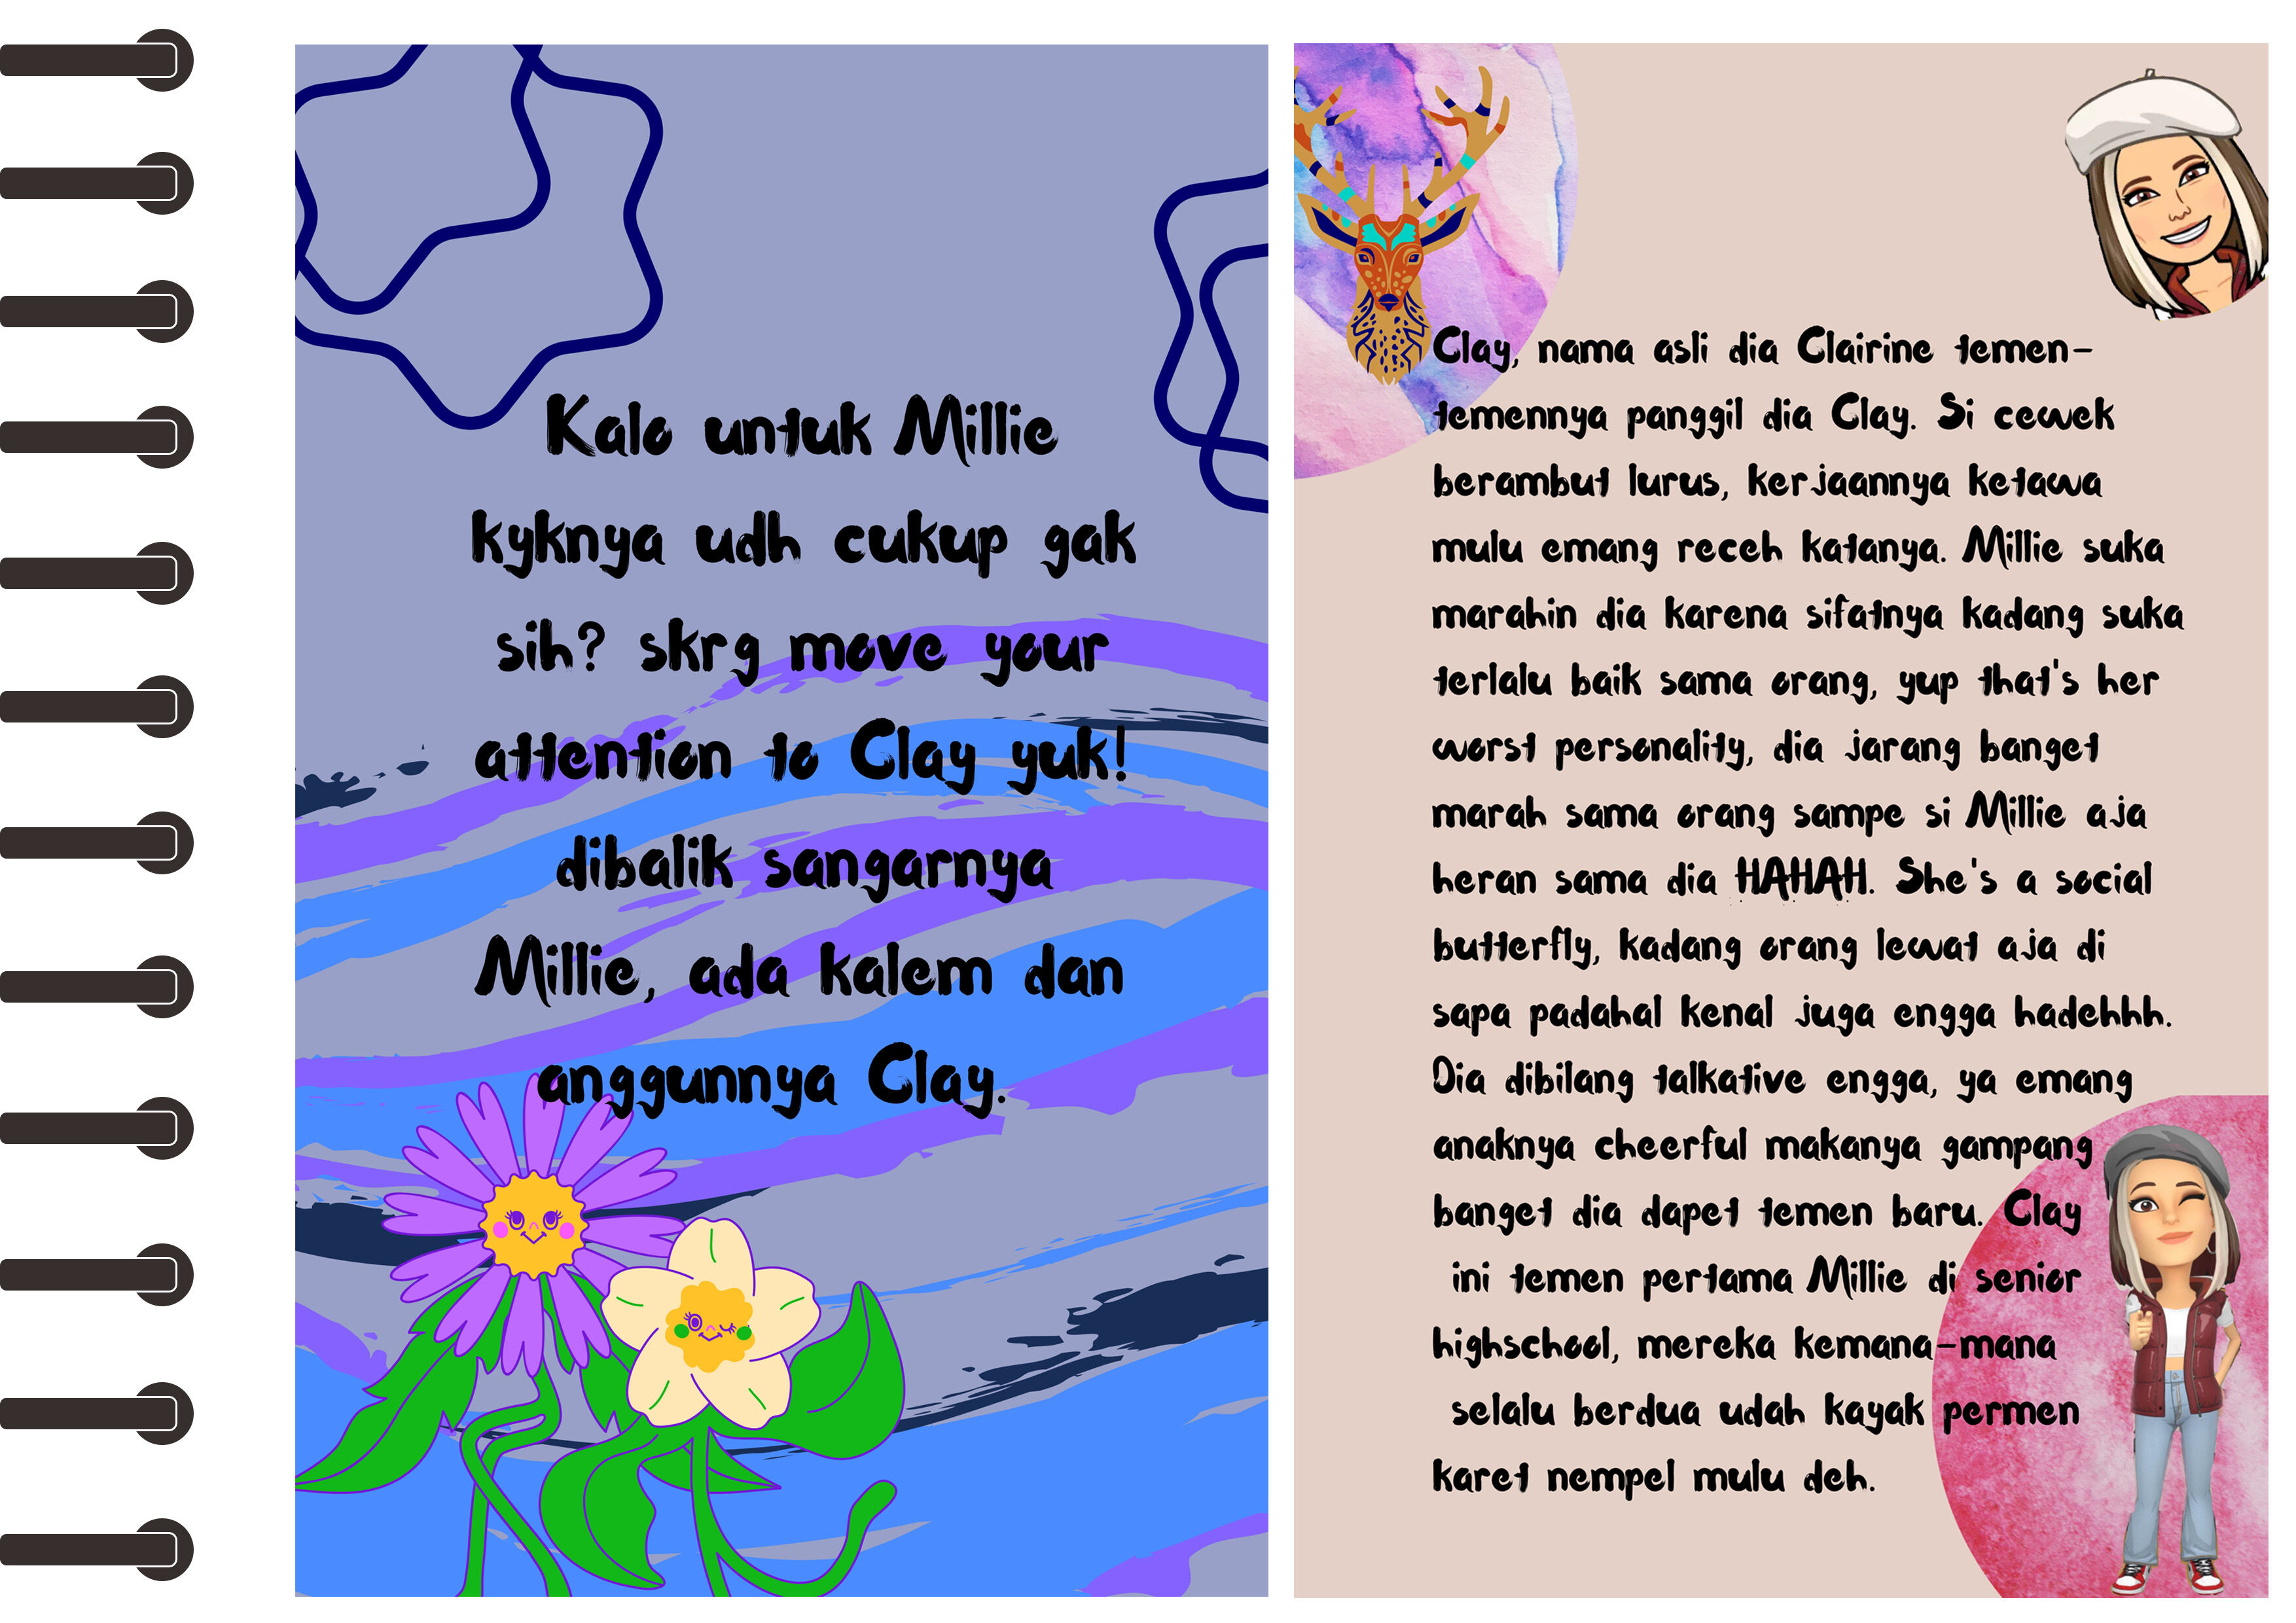 Kalo untuk Millie
kyknya udh cukup gak
sih? skrg move your
attention to Clay yuk!
dibalik sangarnya
Millie, ada kalem dan
anggunnya Clay.
Clay, nama asli dia Clairine temen-
temennya panggil dia Clay. Si cewek
berambut lurus, kerjaannya ketawa
mulu emang receh katanya. Millie suka
marahin dia karena sifatnya kadang suka
terlalu baik sama orang, yup that's her
worst personality, dia jarang banget
marah sama orang sampe si Millie aja
heran sama dia HAHAH. She's a social
butterfly, kadang orang lewat aja di
sapa padahal kenal juga engga hadehhh.
Dia dibilang talkative engga, ya emang
anaknya cheerful makanya gampang
banget dia dapet temen baru. Clay
ini temen pertama Millie di senior
highschool, mereka kemana-mana
selalu berdua udah kayak permen
karet nempel mulu deh.